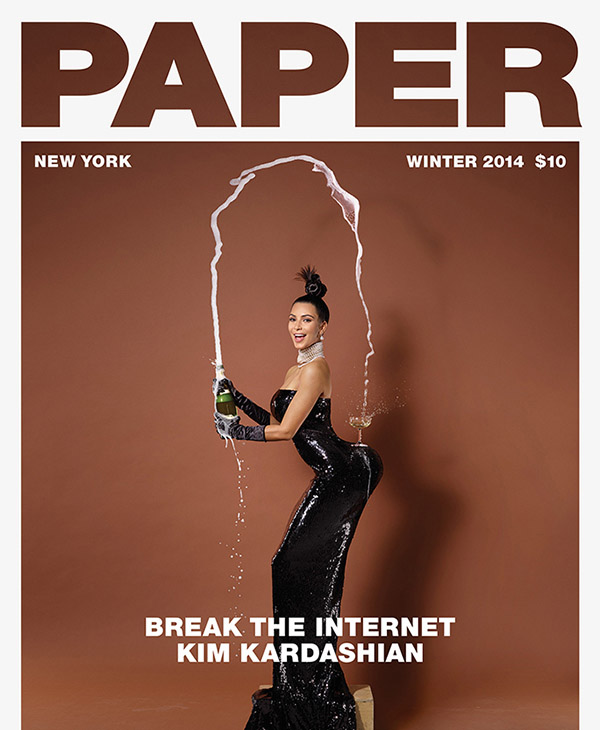 PAPER
NEW YORK
WINTER 2014 $10
BREAK THE INTERNET
KIM KARDASHIAN